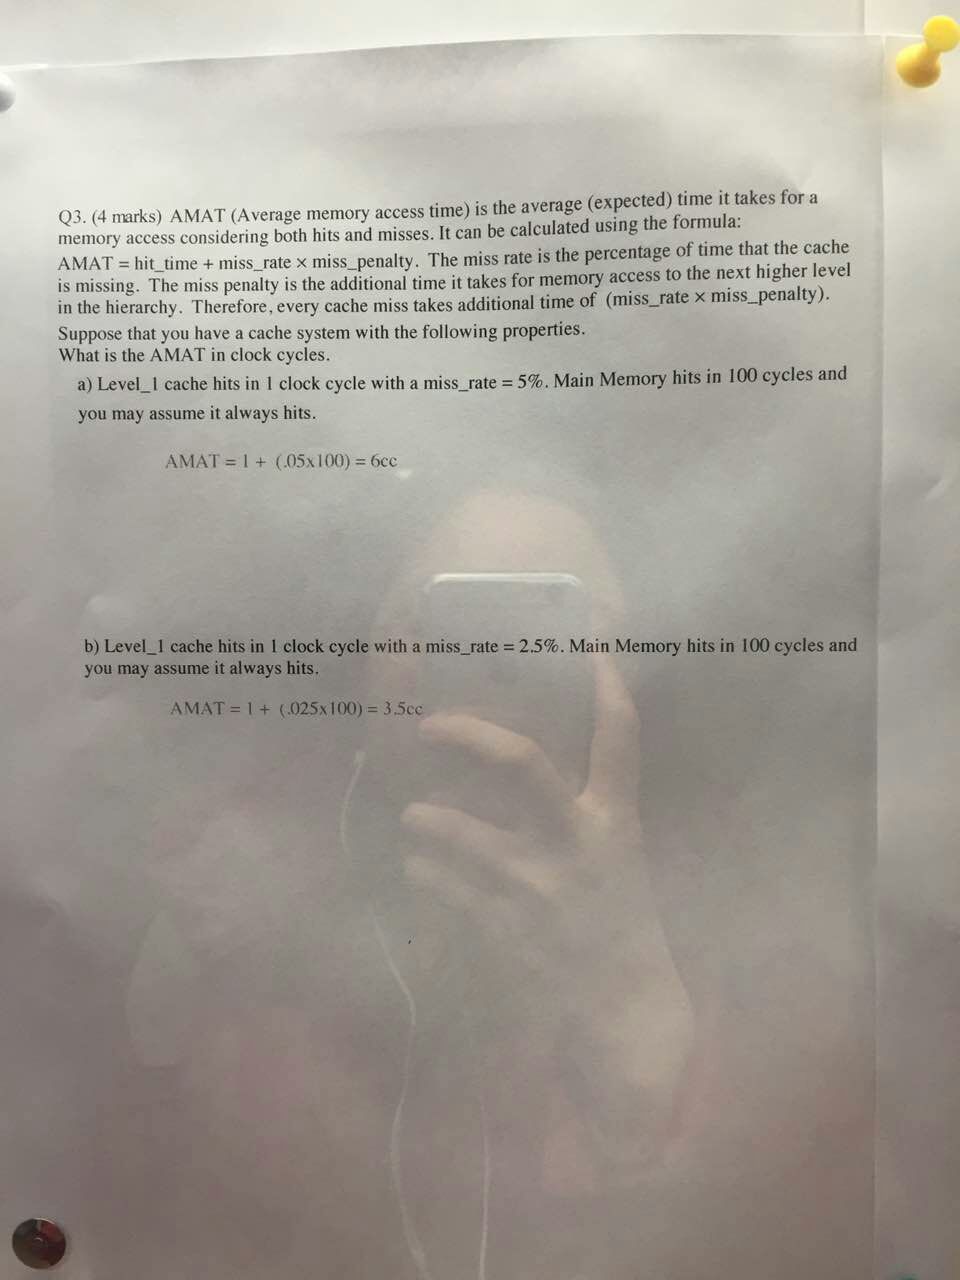 Q3. (4 marks) AMAT (Average memory access time) is the average (expected) time it takes for a
memory access considering both hits and misses. It can be calculated using the formula:
AMAT = hit_time + miss_rate × miss_penalty. The miss rate is the percentage of time that the cache
is missing. The miss penalty is the additional time it takes for memory access to the next higher level
in the hierarchy. Therefore, every cache miss takes additional time of (miss_rate × miss_penalty).
Suppose that you have a cache system with the following properties.
What is the AMAT in clock cycles.
a) Level_1 cache hits in 1 clock cycle with a miss_rate = 5%. Main Memory hits in 100 cycles and
you may assume it always hits.
AMAT = 1 + (.05x100) = 6cc
b) Level_1 cache hits in 1 clock cycle with a miss_rate = 2.5%. Main Memory hits in 100 cycles and
you may assume it always hits.
AMAT = 1 + (.025x100) = 3.5cc